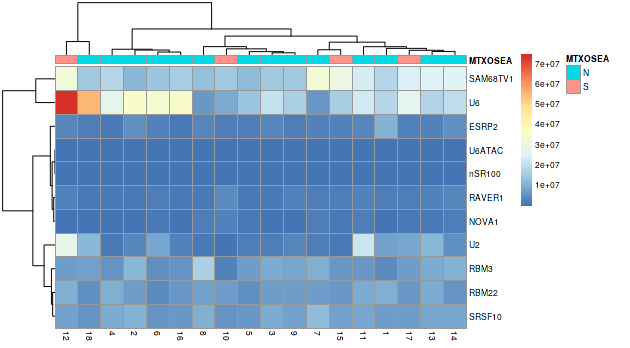 MTXOSEA
SAM68TV1
U6
ESRP2
U6ATAC
nSR100
RAVER1
NOVA1
U2
RBM3
RBM22
SRSF10
12 18 4 2 6 16 8 10 5 3 9 7 15 11 1 17 13 14
7e+07
6e+07
5e+07
4e+07
3e+07
2e+07
1e+07
MTXOSEA
N
S